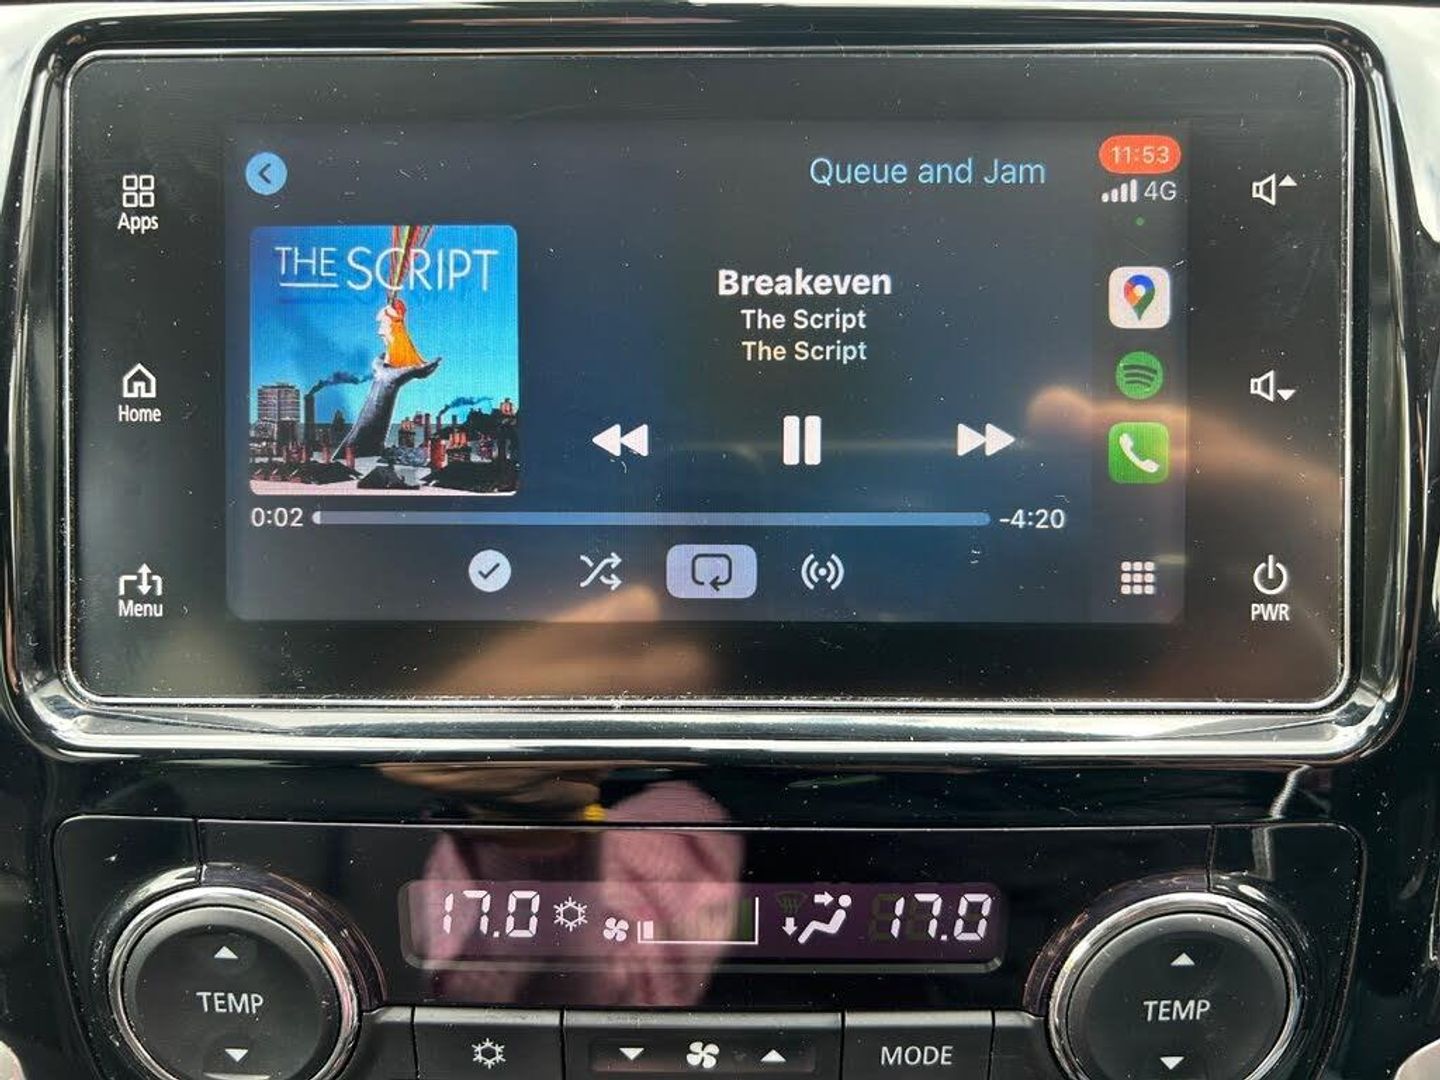 Apps
Home
Menu
Queue and Jam
11:53
4G
THE SCRIPT
Breakeven
The Script
The Script
0:02
-4:20
PWR
17.0
17.0
TEMP
MODE
TEMP